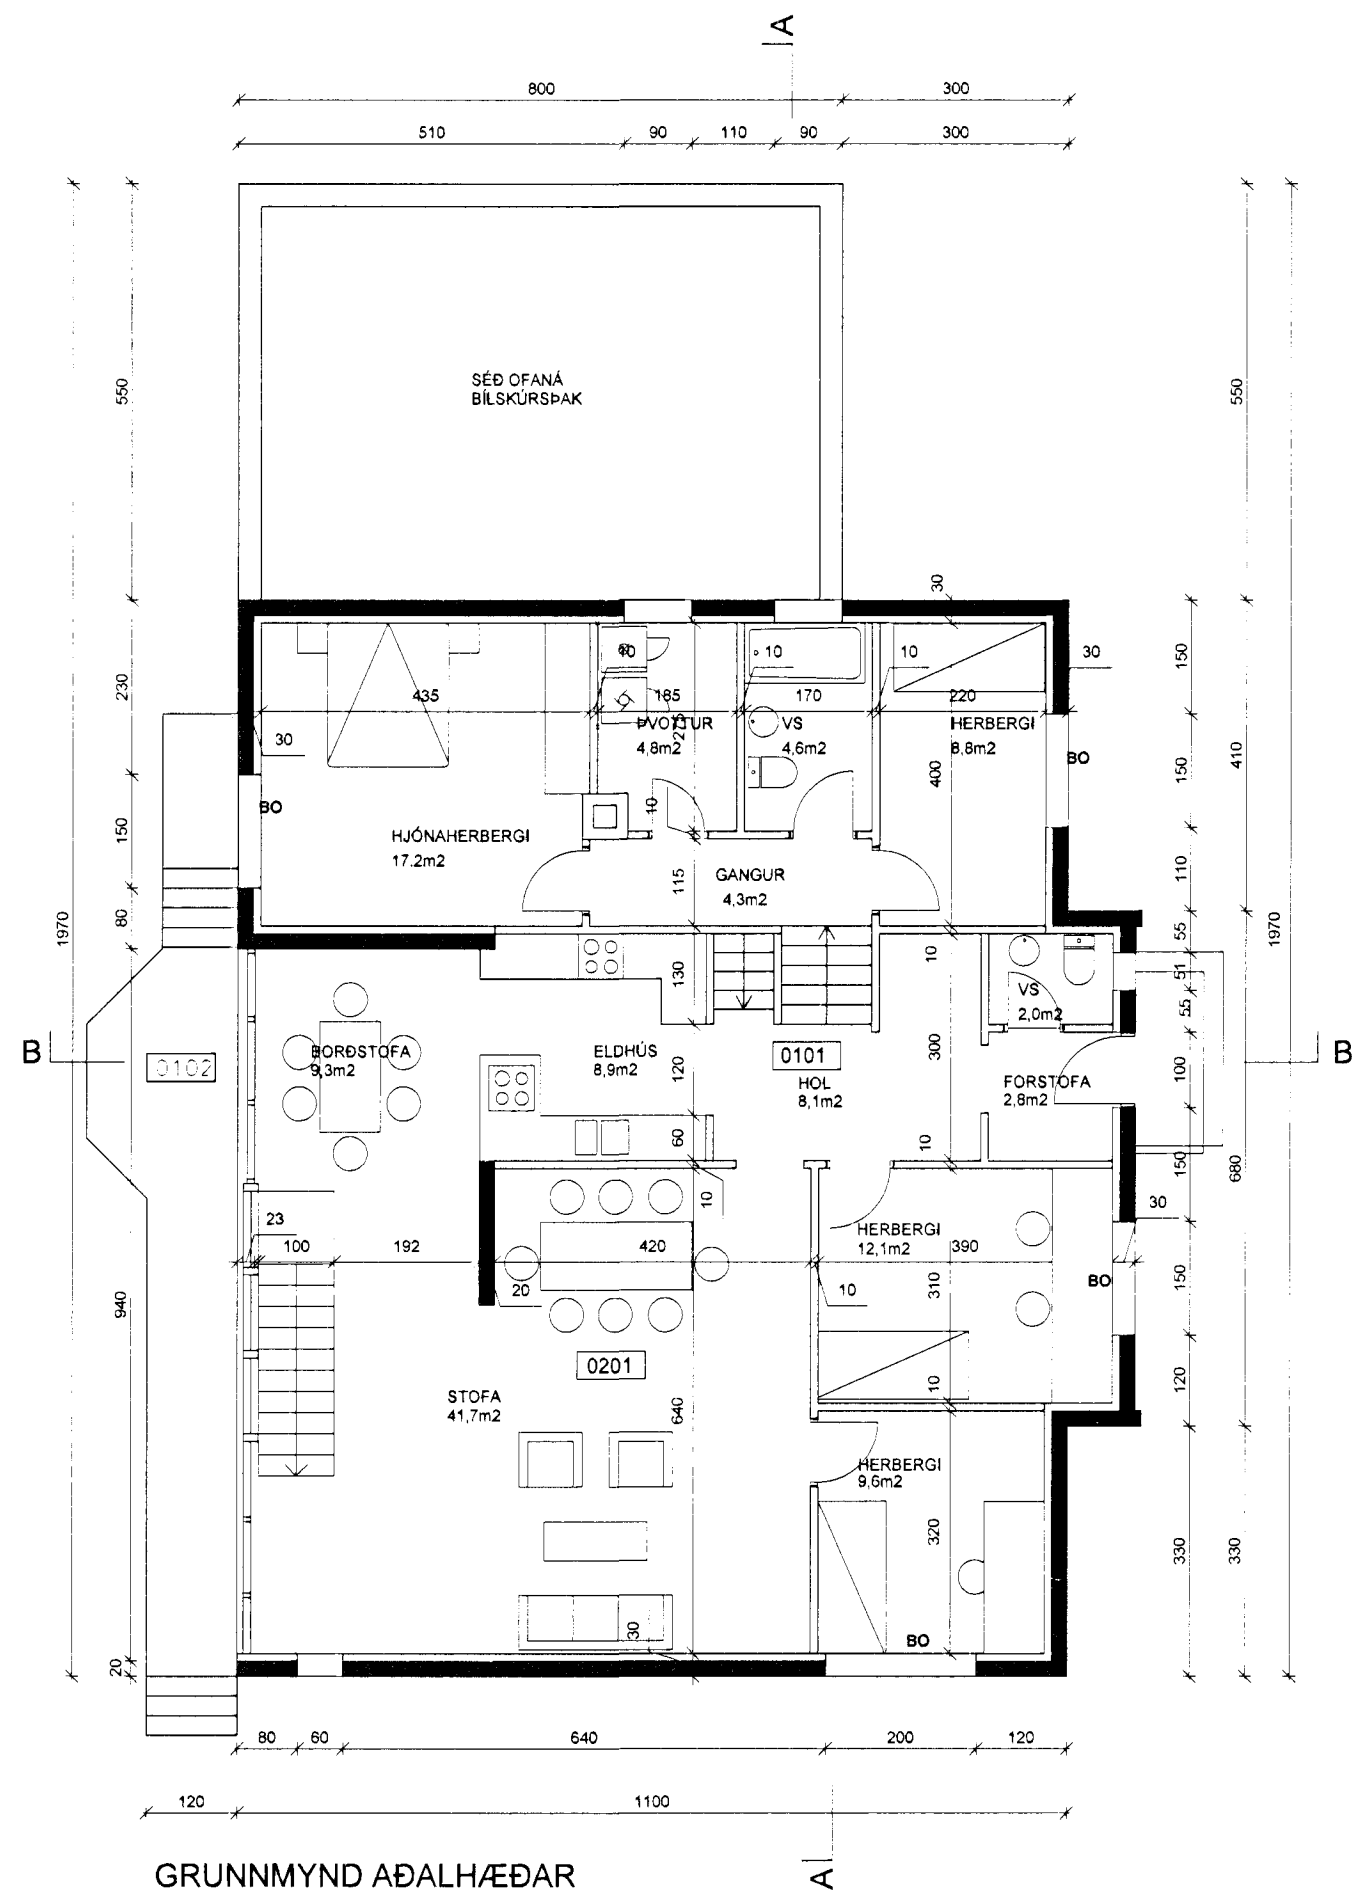 A
800
300
510
90
110
90
300
SÉÐ OFANÁ
BÍLSKÚRSÞAK
550
550
1970
1970
30
230
150
80
940
20
435
30
BO
HJÓNAHERBERGI
17.2m2
10
185
275
ÞVOTTUR
4,8m2
10
10
170
VS
4,6m2
10
220
HERBERGI
8,8m2
400
30
BO
115
GANGUR
4,3m2
150
150
110
410
55
51
55
100
150
680
150
120
330
330
130
10
VS
2,0m2
B
0102
BORÐSTOFA
9,3m2
ELDHÚS
8,9m2
120
0101
HOL
8,1m2
300
FORSTOFA
2,8m2
B
60
10
10
23
100
192
420
20
HERBERGI
12,1m2
390
30
310
10
BO
0201
STOFA
41,7m2
640
10
HERBERGI
9,6m2
320
30
BO
80
60
640
200
120
120
1100
A
GRUNNMYND AÐALHÆÐAR